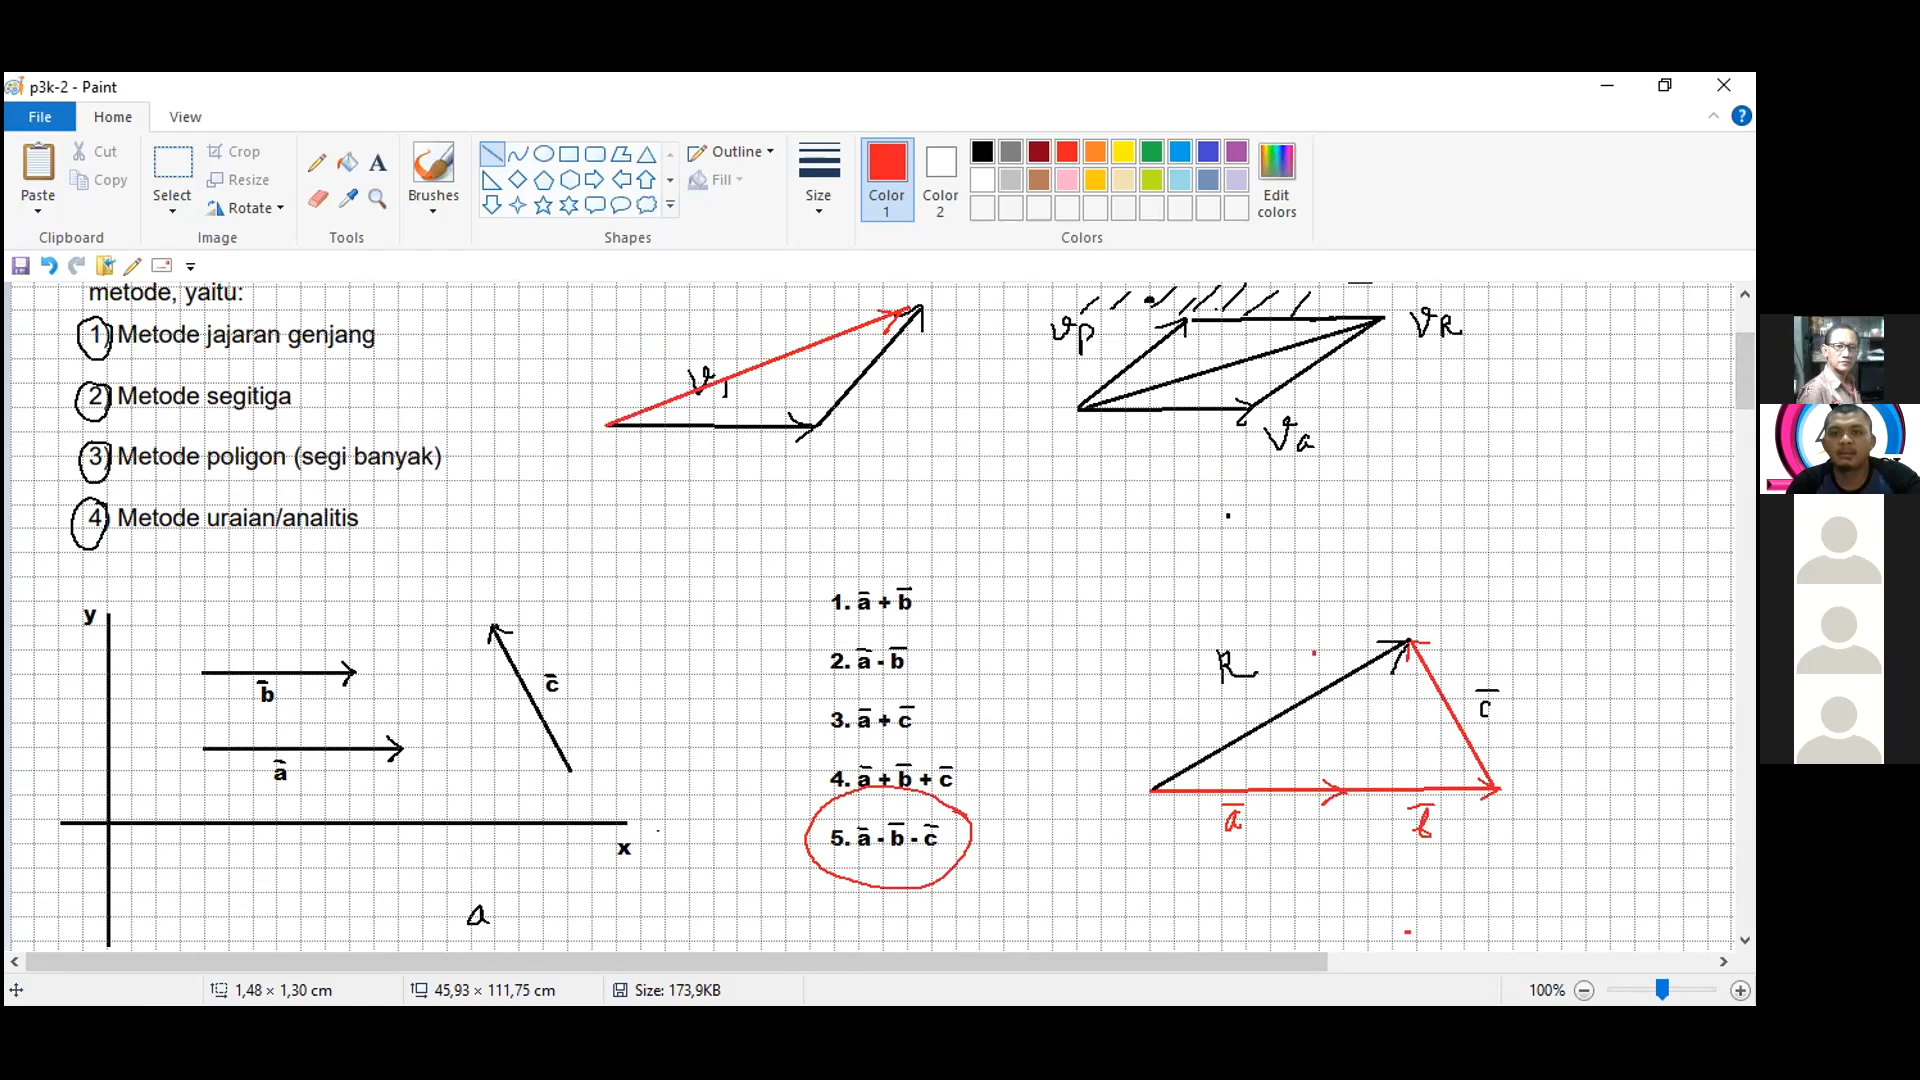 p3k-2 - Paint
File Home View
Paste
Cut
Copy
Clipboard
Select
Crop
Resize
Rotate
Image
Tools
Brushes
Shapes
Outline
Fill
Size
Color 1
Color 2
Edit colors
Colors
metode, yaitu:
1) Metode jajaran genjang
2) Metode segitiga
3) Metode poligon (segi banyak)
4) Metode uraian/analitis
v1
vp
vR
va
y
b̄
ā
c̄
x
a
1. ā + b̄
2. ā - b̄
3. ā + c̄
4. ā + b̄ + c̄
5. ā - b̄ - c̄
R
c̄
ā
b̄
1,48 × 1,30 cm
45,93 × 111,75 cm
Size: 173,9KB
100%